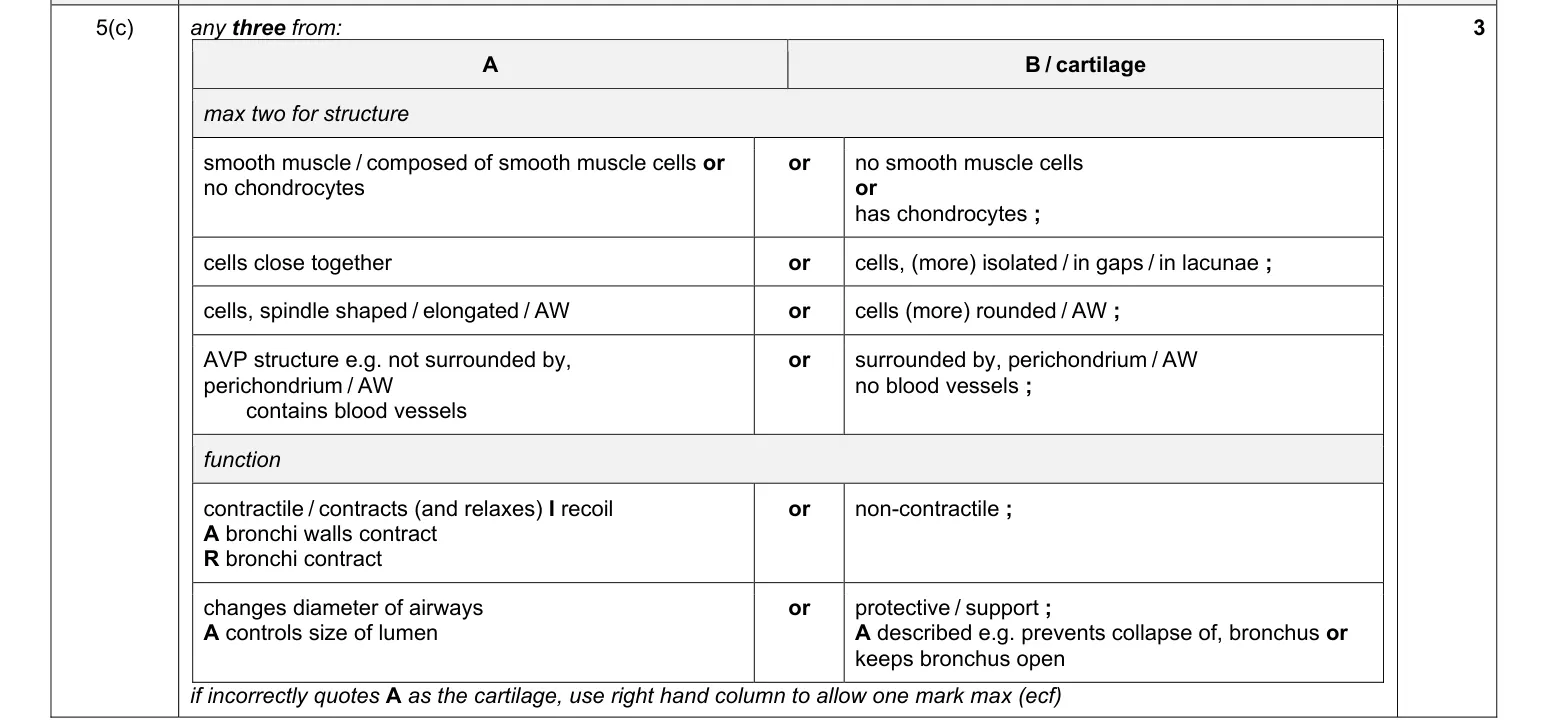 5(c)
any three from:
3
A
B / cartilage
max two for structure
smooth muscle / composed of smooth muscle cells or
no chondrocytes
or
no smooth muscle cells
or
has chondrocytes ;
cells close together
or
cells, (more) isolated / in gaps / in lacunae ;
cells, spindle shaped / elongated / AW
or
cells (more) rounded / AW ;
AVP structure e.g. not surrounded by,
perichondrium / AW
contains blood vessels
or
surrounded by, perichondrium / AW
no blood vessels ;
function
contractile / contracts (and relaxes) I recoil
A bronchi walls contract
R bronchi contract
or
non-contractile ;
changes diameter of airways
A controls size of lumen
or
protective / support ;
A described e.g. prevents collapse of, bronchus or
keeps bronchus open
if incorrectly quotes A as the cartilage, use right hand column to allow one mark max (ecf)